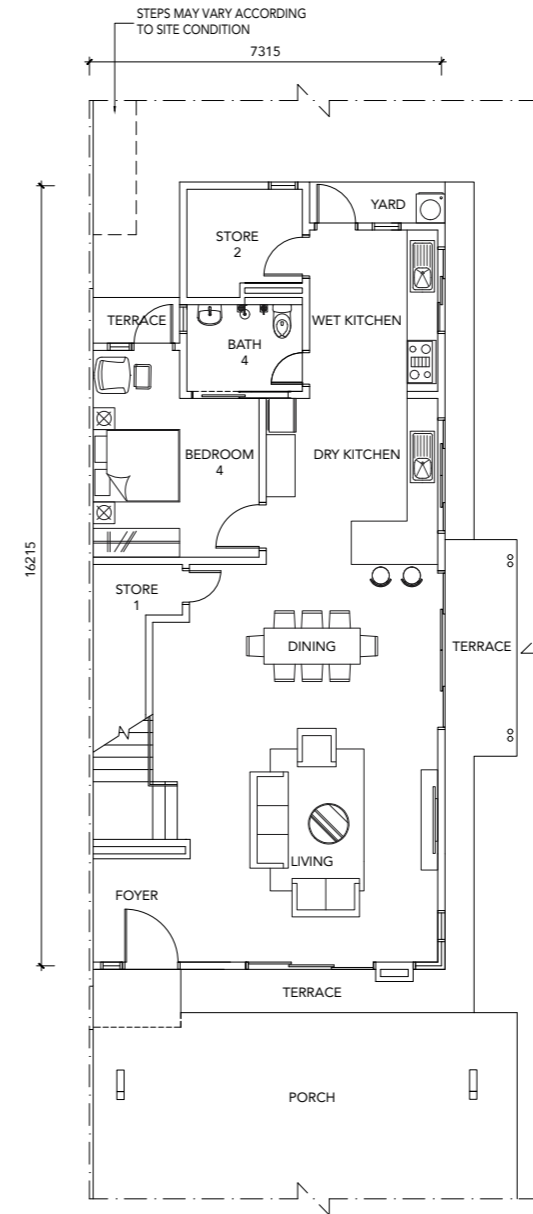 STEPS MAY VARY ACCORDING
TO SITE CONDITION
7315
YARD
STORE
2
TERRACE
WET KITCHEN
BATH
4
BEDROOM
4
DRY KITCHEN
16215
STORE
1
DINING
TERRACE
LIVING
FOYER
TERRACE
PORCH